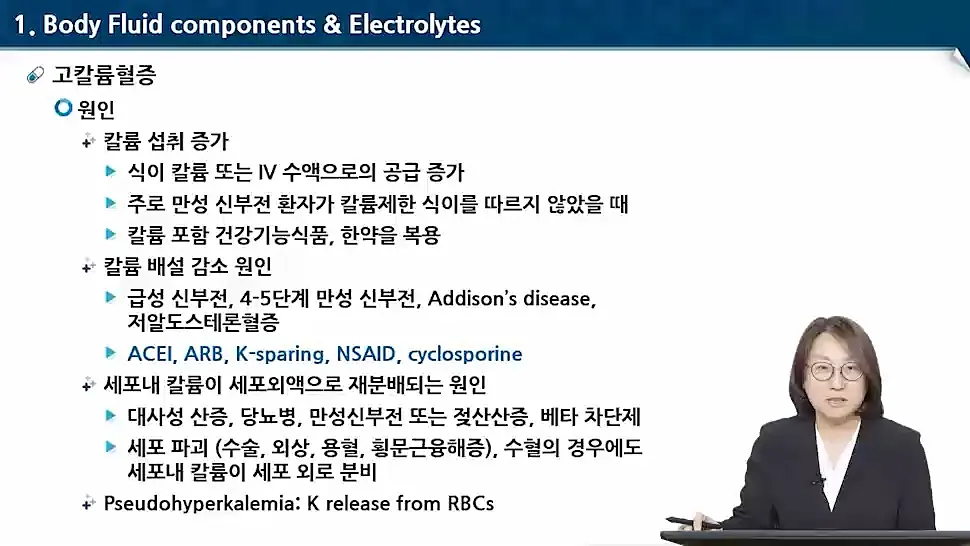 1. Body Fluid components & Electrolytes
고칼륨혈증
원인
칼륨 섭취 증가
식이 칼륨 또는 IV 수액으로의 공급 증가
주로 만성 신부전 환자가 칼륨제한 식이를 따르지 않았을 때
칼륨 포함 건강기능식품, 한약을 복용
칼륨 배설 감소 원인
급성 신부전, 4-5단계 만성 신부전, Addison's disease,
저알도스테론혈증
ACEI, ARB, K-sparing, NSAID, cyclosporine
세포내 칼륨이 세포외액으로 재분배되는 원인
대사성 산증, 당뇨병, 만성신부전 또는 젖산산증, 베타 차단제
세포 파괴 (수술, 외상, 용혈, 횡문근융해증), 수혈의 경우에도
세포내 칼륨이 세포 외로 분비
Pseudohyperkalemia: K release from RBCs